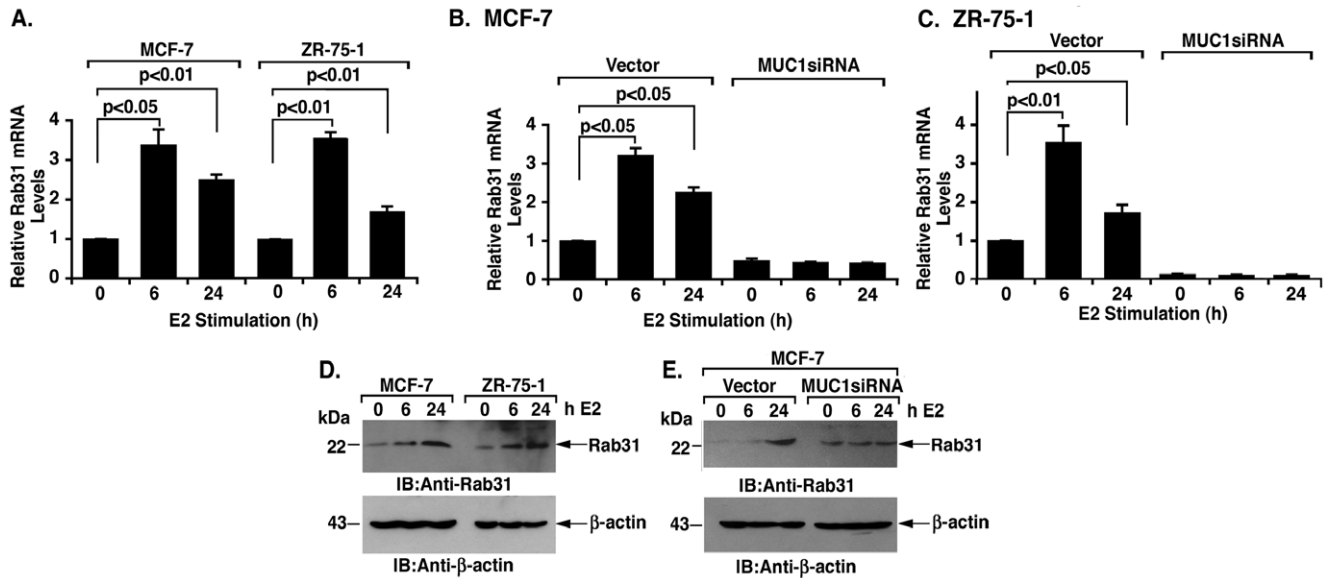 A.
MCF-7 ZR-75-1
p<0.01 p<0.01
p<0.05 p<0.01
Relative Rab31 mRNA
Levels
4
3
2
1
0
0 6 24 0 6 24
E2 Stimulation (h)
B. MCF-7
Vector MUC1siRNA
p<0.05
p<0.05
Relative Rab31 mRNA
Levels
4
3
2
1
0
0 6 24 0 6 24
E2 Stimulation (h)
C. ZR-75-1
Vector MUC1siRNA
p<0.05
p<0.01
Relative Rab31 mRNA
Levels
4
3
2
1
0
0 6 24 0 6 24
E2 Stimulation (h)
D.
MCF-7 ZR-75-1
kDa 0 6 24 0 6 24 h E2
22 Rab31
IB:Anti-Rab31
43 β-actin
IB:Anti-β-actin
E.
MCF-7
Vector MUC1siRNA
kDa 0 6 24 0 6 24 h E2
22 Rab31
IB:Anti-Rab31
43 β-actin
IB:Anti-β-actin